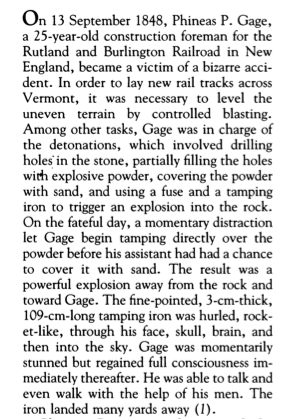 On 13 September 1848, Phineas P. Gage,
a 25-year-old construction foreman for the
Rutland and Burlington Railroad in New
England, became a victim of a bizarre acci-
dent. In order to lay new rail tracks across
Vermont, it was necessary to level the
uneven terrain by controlled blasting.
Among other tasks, Gage was in charge of
the detonations, which involved drilling
holes in the stone, partially filling the holes
with explosive powder, covering the powder
with sand, and using a fuse and a tamping
iron to trigger an explosion into the rock.
On the fateful day, a momentary distraction
let Gage begin tamping directly over the
powder before his assistant had had a chance
to cover it with sand. The result was a
powerful explosion away from the rock and
toward Gage. The fine-pointed, 3-cm-thick,
109-cm-long tamping iron was hurled, rock-
et-like, through his face, skull, brain, and
then into the sky. Gage was momentarily
stunned but regained full consciousness im-
mediately thereafter. He was able to talk and
even walk with the help of his men. The
iron landed many yards away (1).